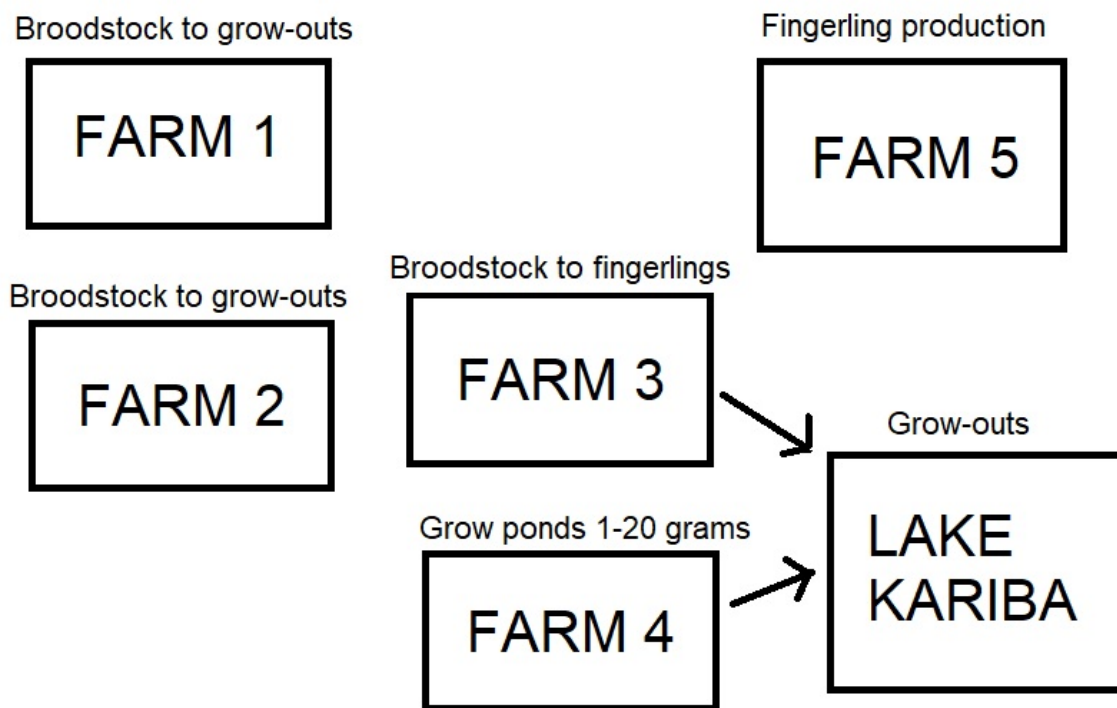 Broodstock to grow-outs
FARM 1
Fingerling production
FARM 5
Broodstock to grow-outs
FARM 2
Broodstock to fingerlings
FARM 3
Grow ponds 1-20 grams
FARM 4
Grow-outs
LAKE
KARIBA